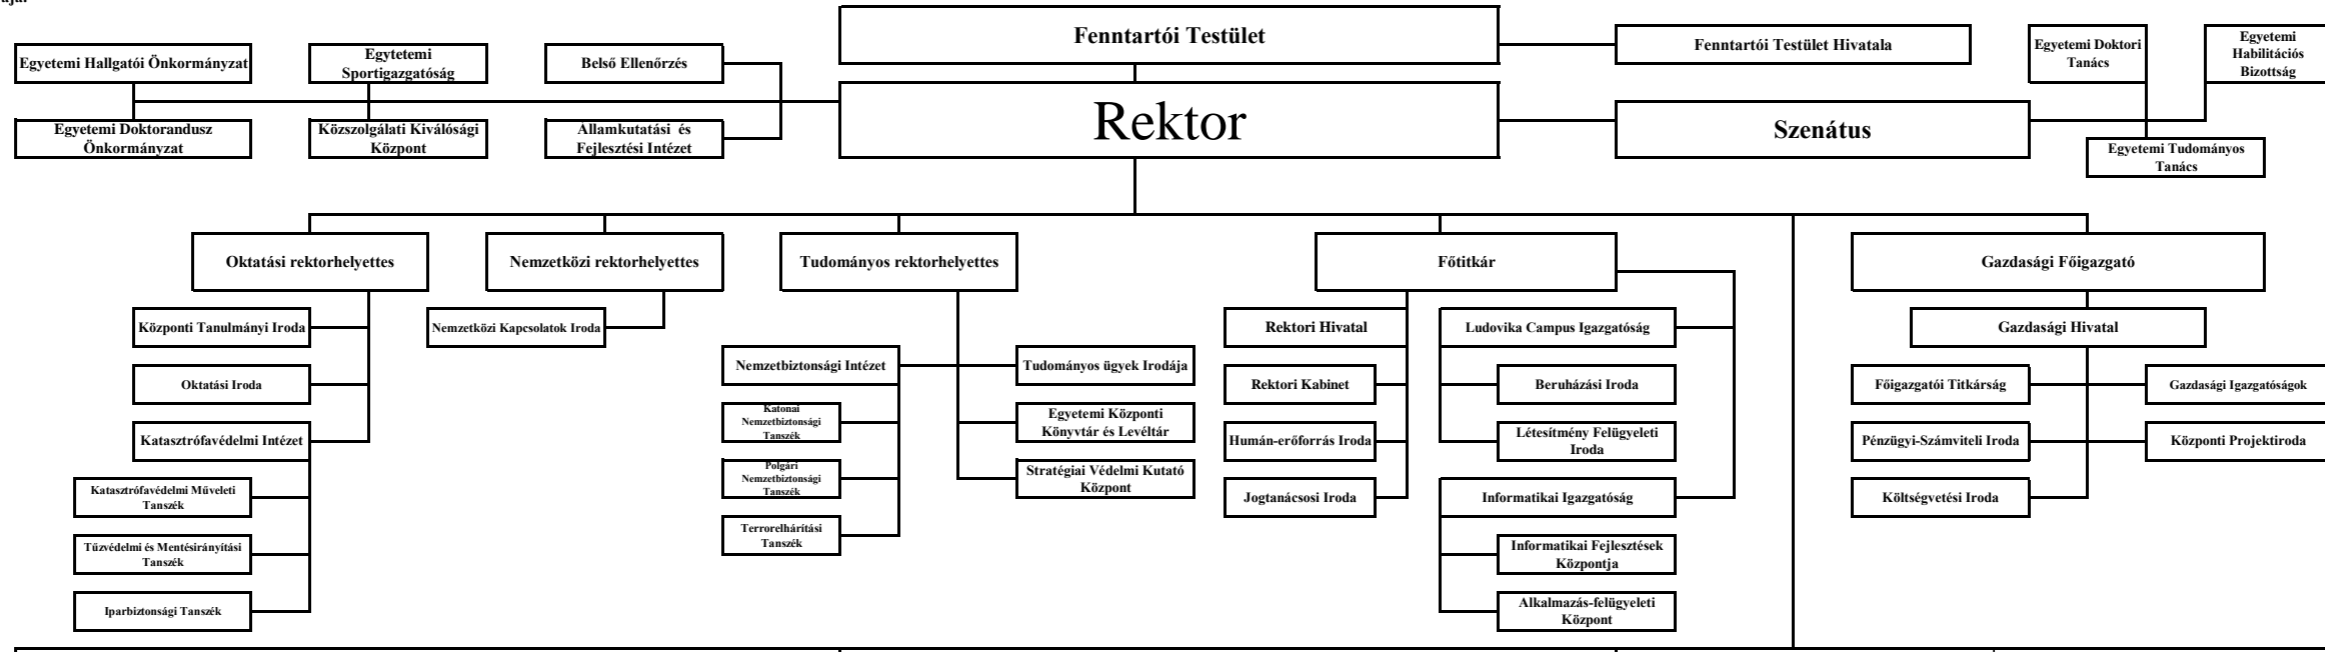 Fenntartói Testület
Fenntartói Testület Hivatala
Egyetemi Doktori
Tanács
Egyetemi
Habilitációs
Bizottság
Egyetemi Hallgatói Önkormányzat
Egytetemi
Sportigazgatóság
Belső Ellenőrzés
Rektor
Szenátus
Egyetemi Doktorandusz
Önkormányzat
Közszolgálati Kiválósági
Központ
Államkutatási és
Fejlesztési Intézet
Egyetemi Tudományos
Tanács
Oktatási rektorhelyettes
Nemzetközi rektorhelyettes
Tudományos rektorhelyettes
Főtitkár
Gazdasági Főigazgató
Központi Tanulmányi Iroda
Oktatási Iroda
Katasztrófavédelmi Intézet
Katasztrófavédelmi Műveleti
Tanszék
Tűzvédelmi és Mentésirányítási
Tanszék
Iparbiztonsági Tanszék
Nemzetközi Kapcsolatok Iroda
Nemzetbiztonsági Intézet
Katonai
Nemzetbiztonsági
Tanszék
Polgári
Nemzetbiztonsági
Tanszék
Terrorelhárítási
Tanszék
Tudományos ügyek Irodája
Egyetemi Központi
Könyvtár és Levéltár
Stratégiai Védelmi Kutató
Központ
Rektori Hivatal
Rektori Kabinet
Humán-erőforrás Iroda
Jogtanácsosi Iroda
Ludovika Campus Igazgatóság
Beruházási Iroda
Létesítmény Felügyeleti
Iroda
Informatikai Igazgatóság
Informatikai Fejlesztések
Központja
Alkalmazás-felügyeleti
Központ
Gazdasági Hivatal
Főigazgatói Titkárság
Gazdasági Igazgatóságok
Pénzügyi-Számviteli Iroda
Központi Projektiroda
Költségvetési Iroda